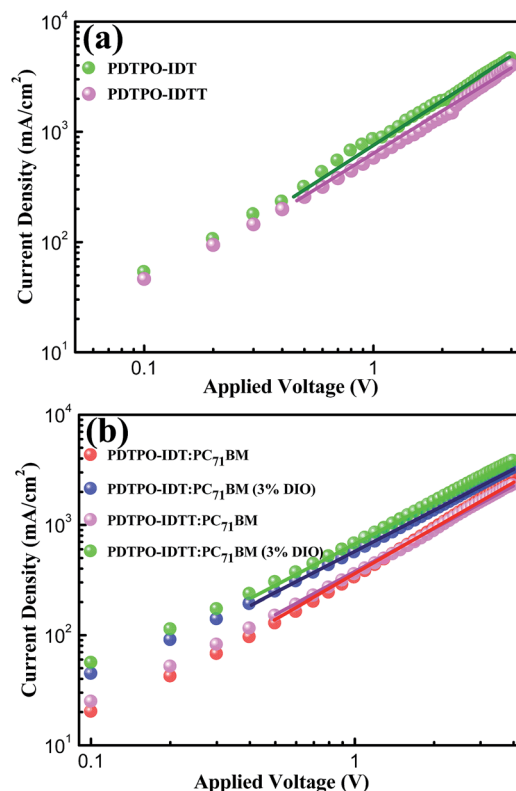 (a)
PDTPO-IDT
PDTPO-IDTT
10⁴
10³
10²
10¹
Current Density (mA/cm²)
0.1
1
Applied Voltage (V)
(b)
PDTPO-IDT:PC₇₁BM
PDTPO-IDT:PC₇₁BM (3% DIO)
PDTPO-IDTT:PC₇₁BM
PDTPO-IDTT:PC₇₁BM (3% DIO)
10⁴
10³
10²
10¹
Current Density (mA/cm²)
0.1
1
Applied Voltage (V)